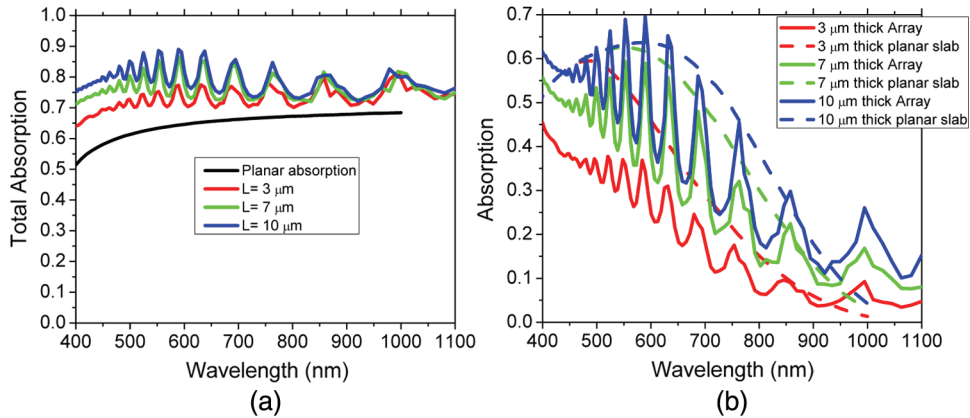 1.0
0.9
0.8
0.7
0.6
0.5
0.4
0.3
0.2
0.1
0.0
Total Absorption
Planar absorption
L= 3 μm
L= 7 μm
L= 10 μm
400 500 600 700 800 900 1000 1100
Wavelength (nm)
(a)
0.7
0.6
0.5
0.4
0.3
0.2
0.1
0.0
Absorption
3 μm thick Array
3 μm thick planar slab
7 μm thick Array
7 μm thick planar slab
10 μm thick Array
10 μm thick planar slab
400 500 600 700 800 900 1000 1100
Wavelength (nm)
(b)